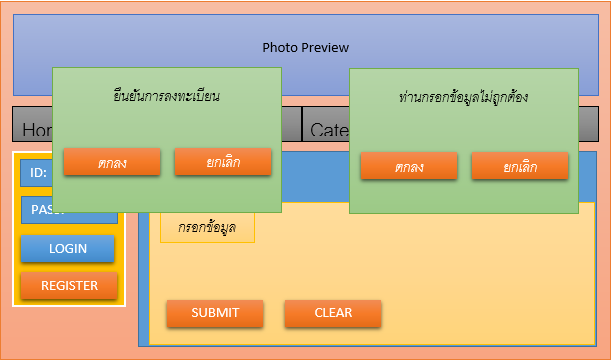 Photo Preview
ยืนยันการลงทะเบียน
ท่านกรอกข้อมูลไม่ถูกต้อง
ตกลง
ยกเลิก
ตกลง
ยกเลิก
ID:
LOGIN
REGISTER
กรอกข้อมูล
SUBMIT
CLEAR